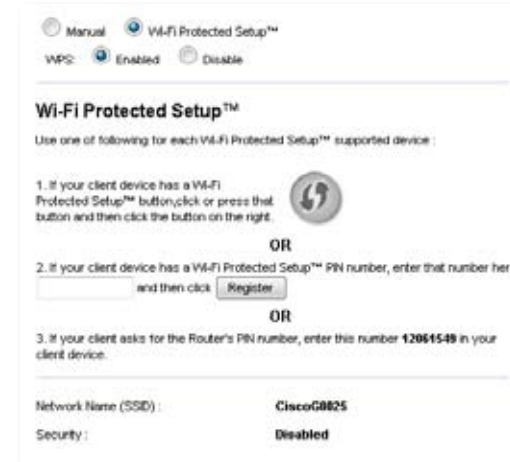 Manual Wi-Fi Protected Setup™
WPS: Enabled Disable
Wi-Fi Protected Setup™
Use one of following for each Wi-Fi Protected Setup™ supported device :
1. If your client device has a Wi-Fi
Protected Setup™ button,click or press that
button and then click the button on the right.
OR
2. If your client device has a Wi-Fi Protected Setup™ PIN number, enter that number her
and then click Register
OR
3. If your client asks for the Router's PIN number, enter this number 12061549 in your
client device.
Network Name (SSID) : CiscoG0025
Security : Disabled